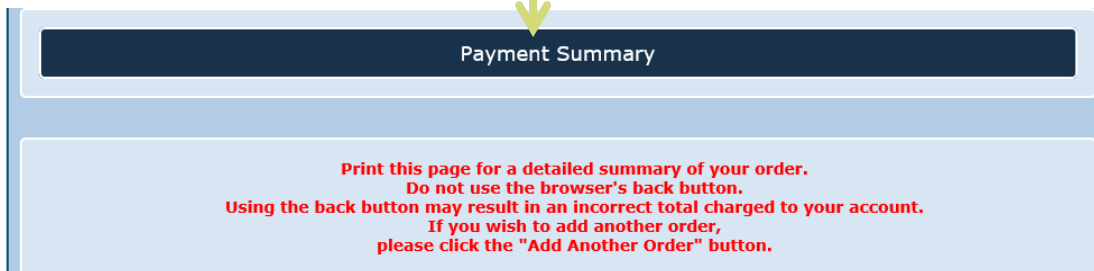 Payment Summary
Print this page for a detailed summary of your order.
Do not use the browser's back button.
Using the back button may result in an incorrect total charged to your account.
If you wish to add another order,
please click the "Add Another Order" button.